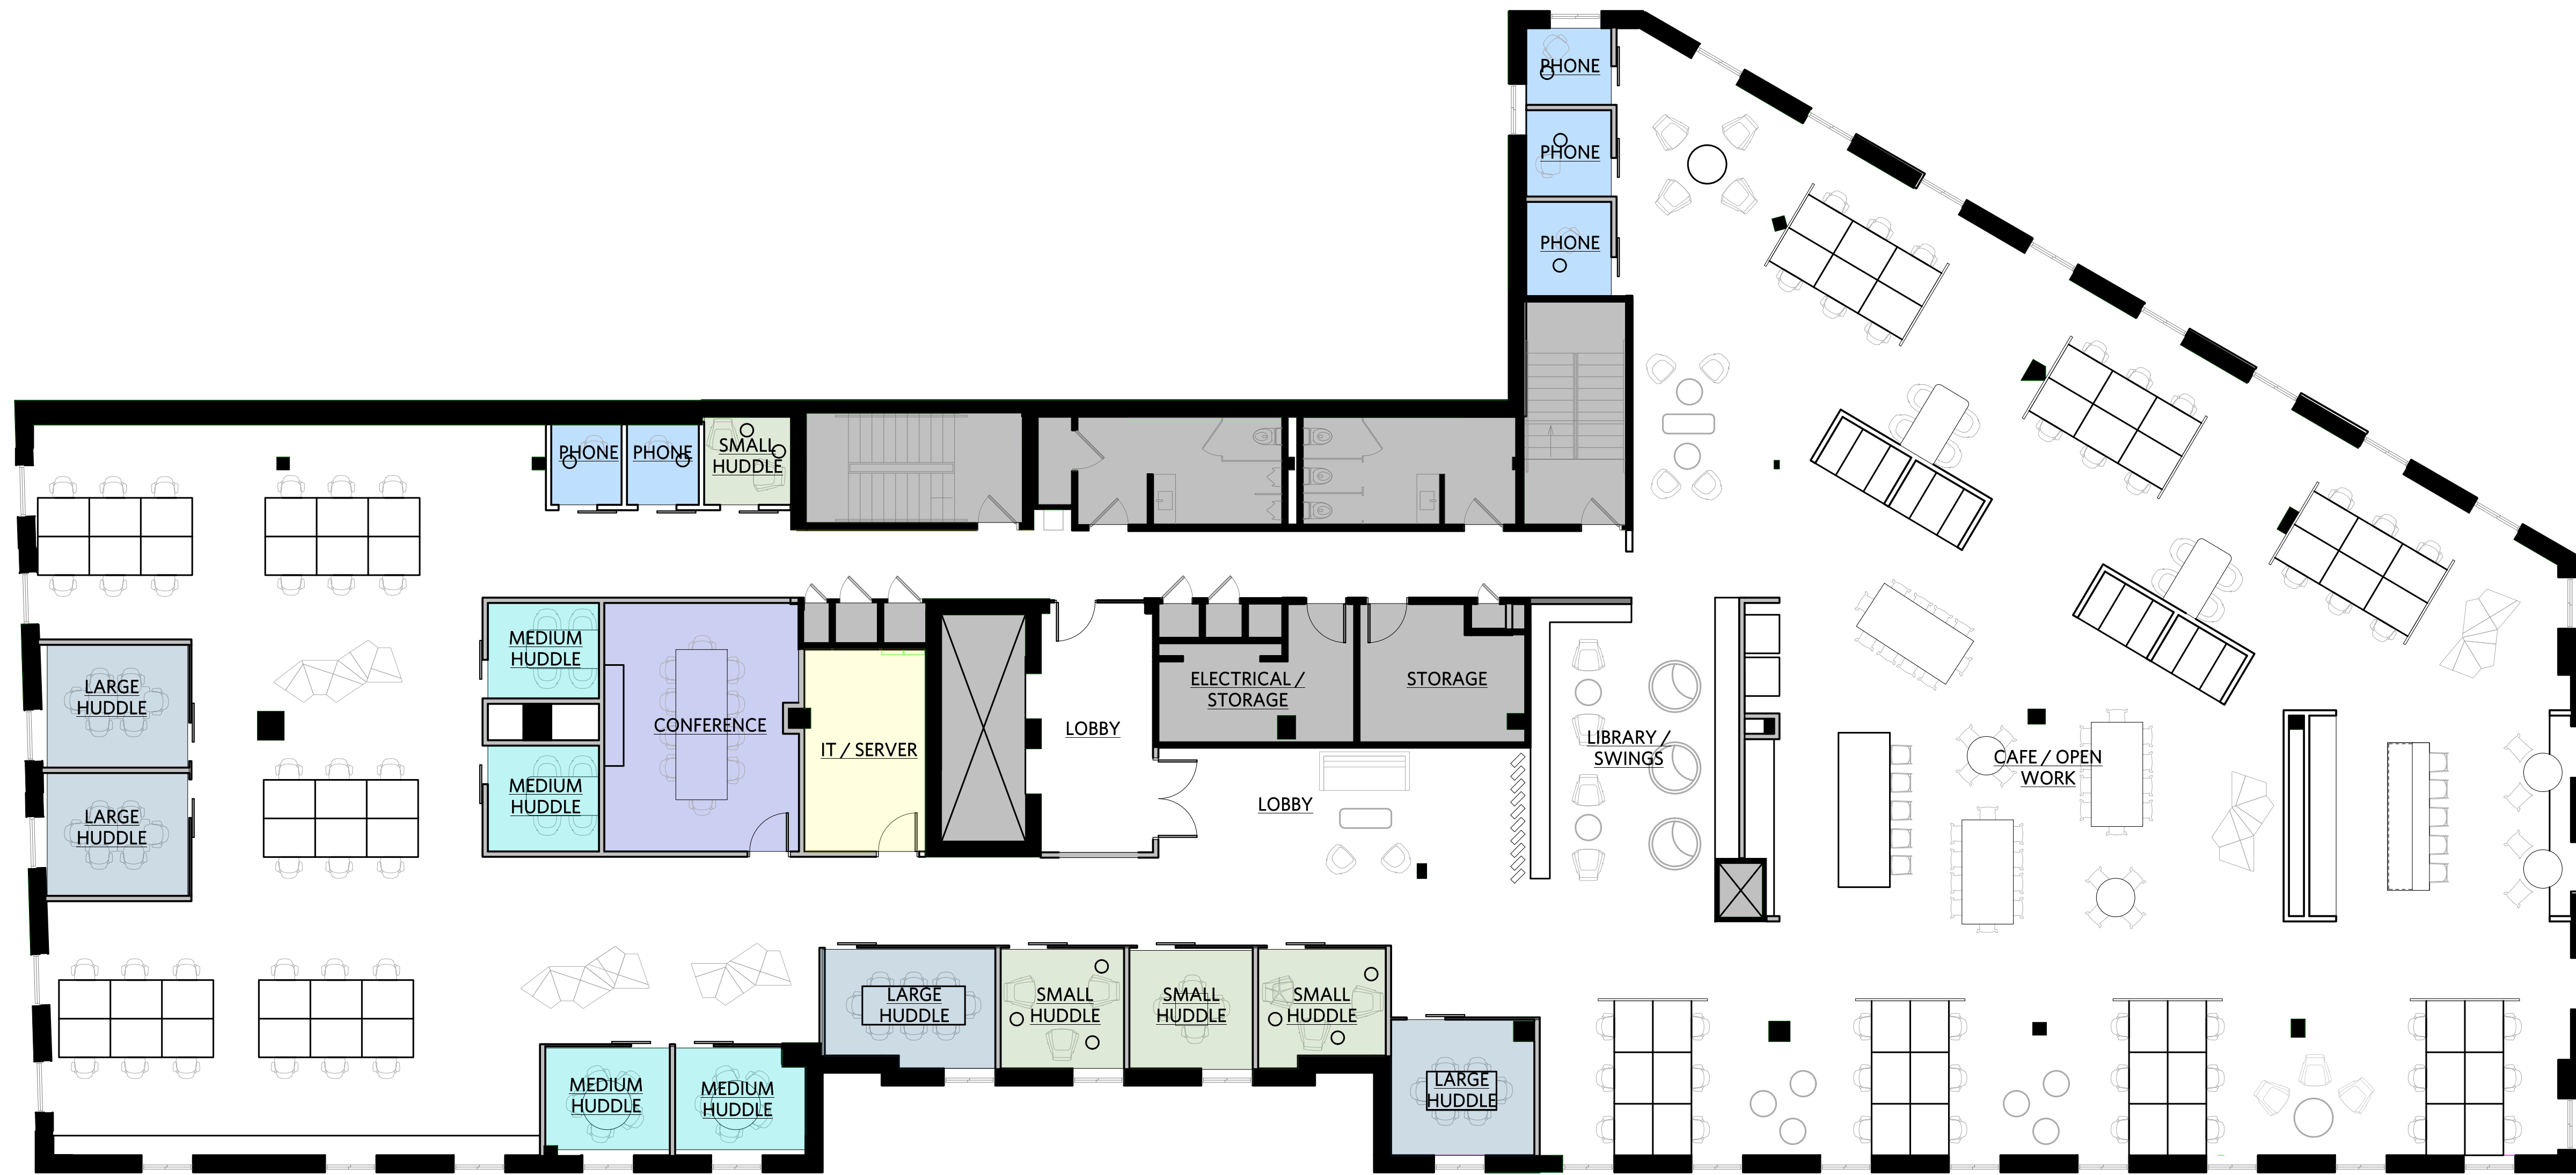 PHONE
PHONE
PHONE
PHONE
PHONE
SMALL
HUDDLE
MEDIUM
HUDDLE
LARGE
HUDDLE
CONFERENCE
IT / SERVER
LOBBY
ELECTRICAL /
STORAGE
STORAGE
LIBRARY /
SWINGS
CAFE / OPEN
WORK
MEDIUM
HUDDLE
LARGE
HUDDLE
LOBBY
LARGE
HUDDLE
SMALL
HUDDLE
SMALL
HUDDLE
SMALL
HUDDLE
MEDIUM
HUDDLE
MEDIUM
HUDDLE
LARGE
HUDDLE